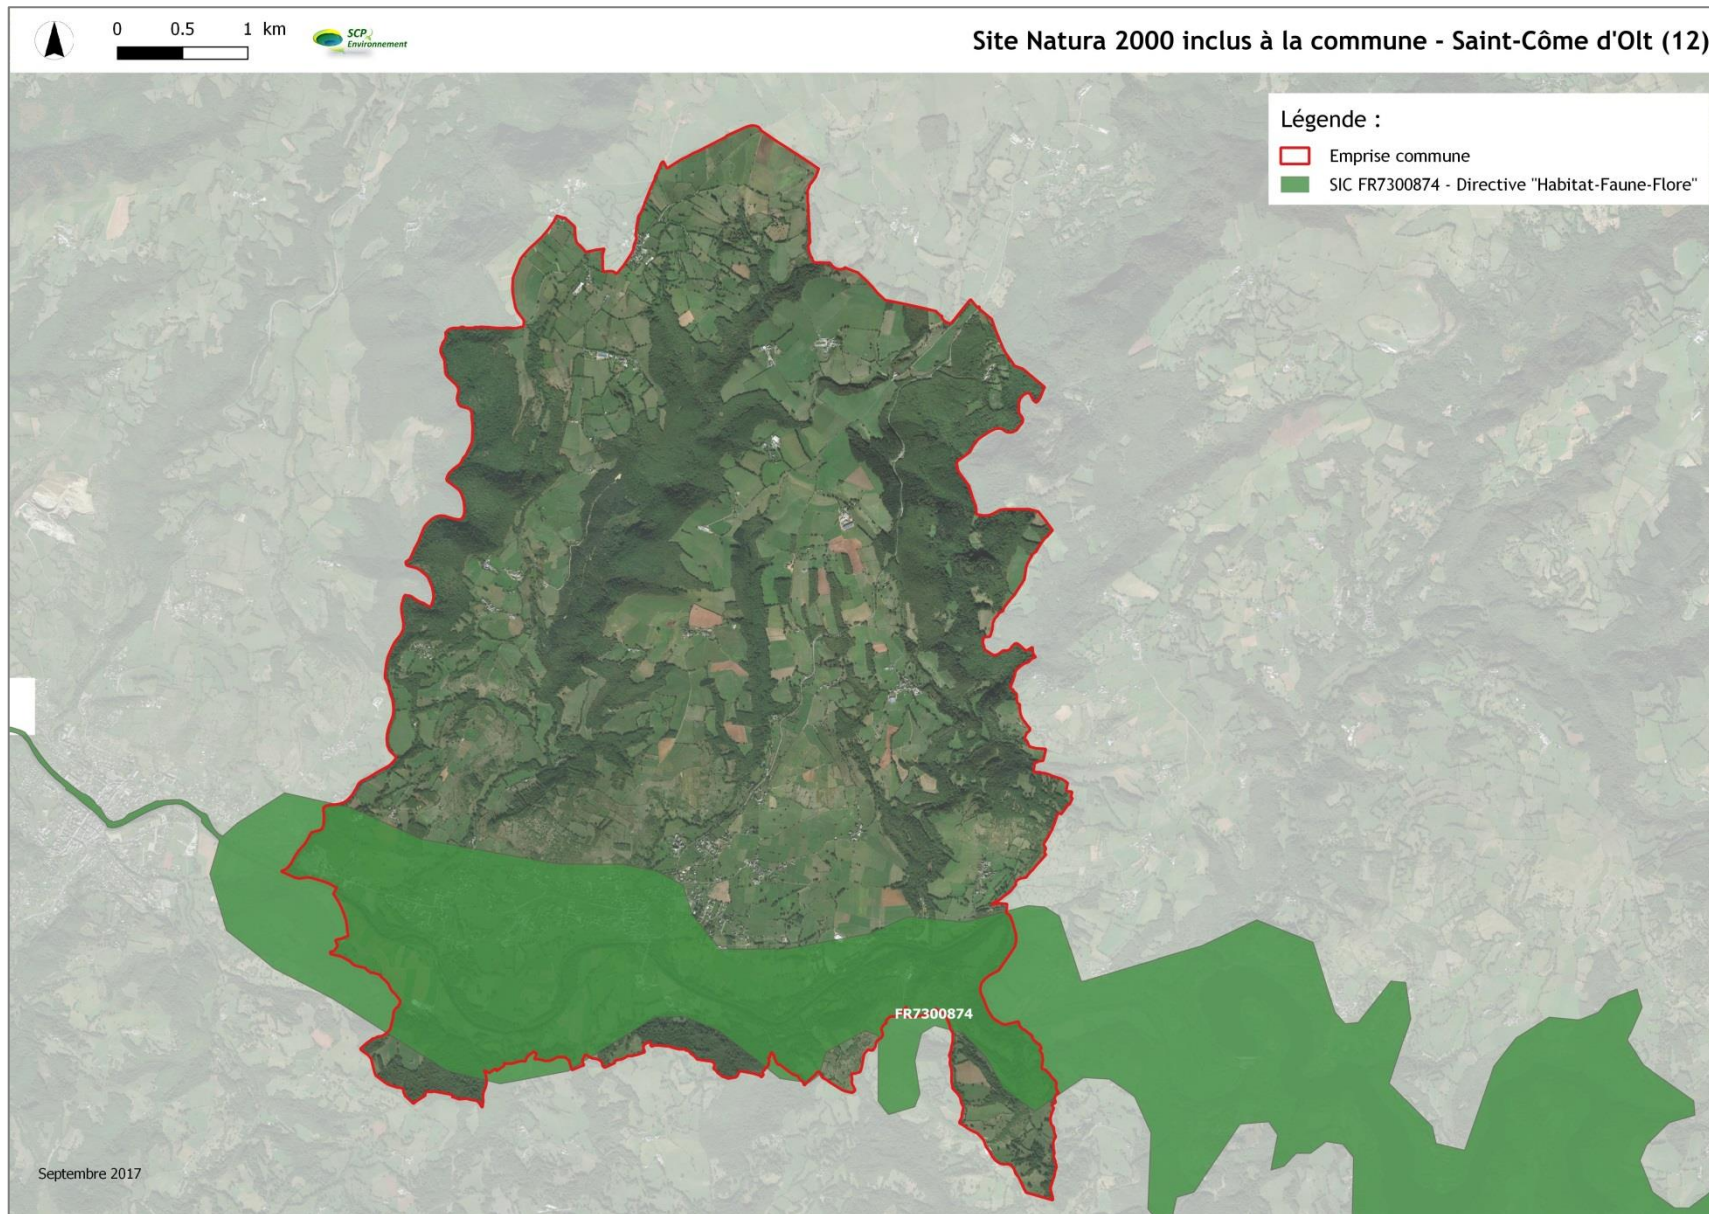 0 0.5 1 km
SCP
Environnement
Site Natura 2000 inclus à la commune - Saint-Côme d'Olt (12)
Légende :
Emprise commune
SIC FR7300874 - Directive "Habitat-Faune-Flore"
FR7300874
Septembre 2017